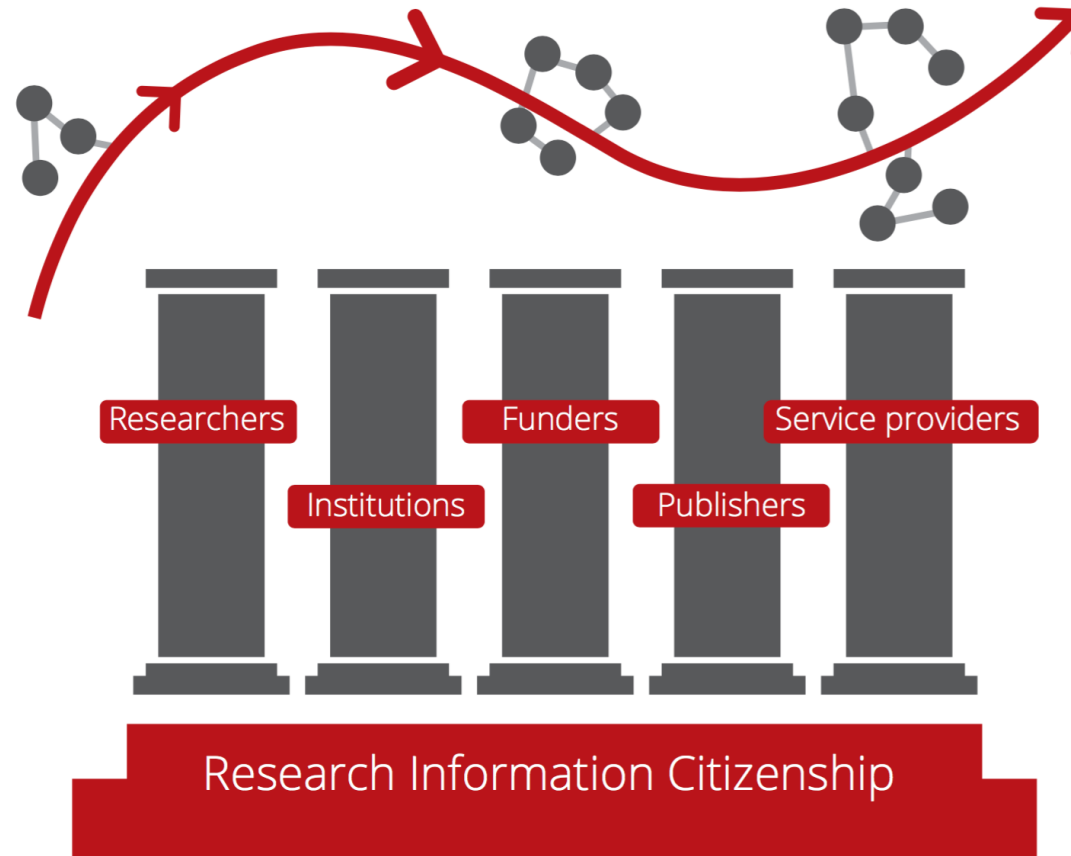 Researchers
Institutions
Funders
Publishers
Service providers
Research Information Citizenship